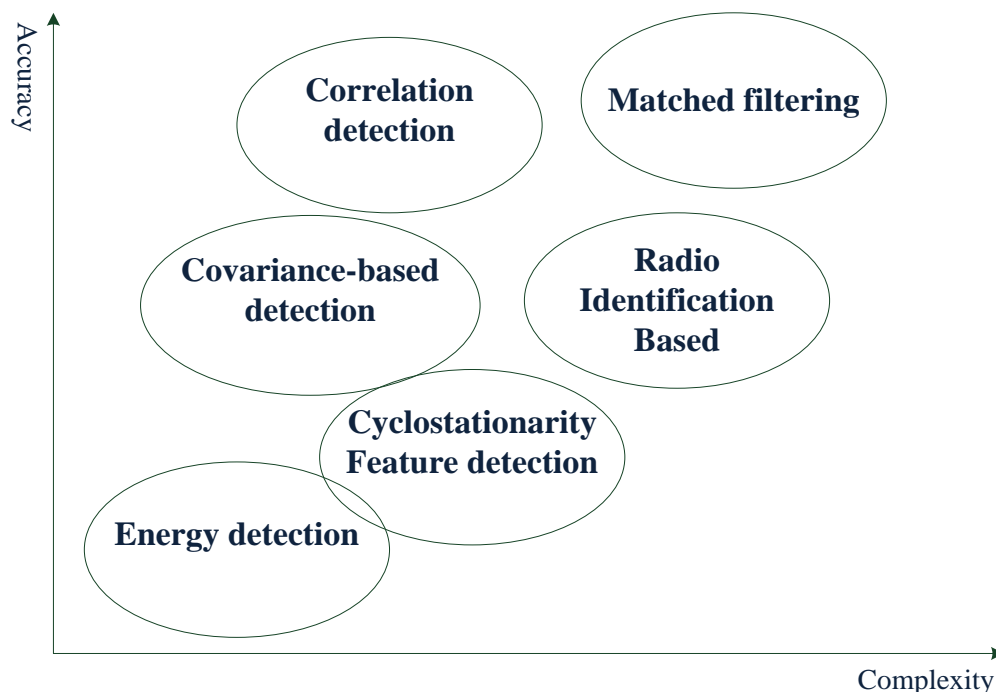 Accuracy
Correlation
detection
Matched filtering
Covariance-based
detection
Radio
Identification
Based
Cyclostationarity
Feature detection
Energy detection
Complexity